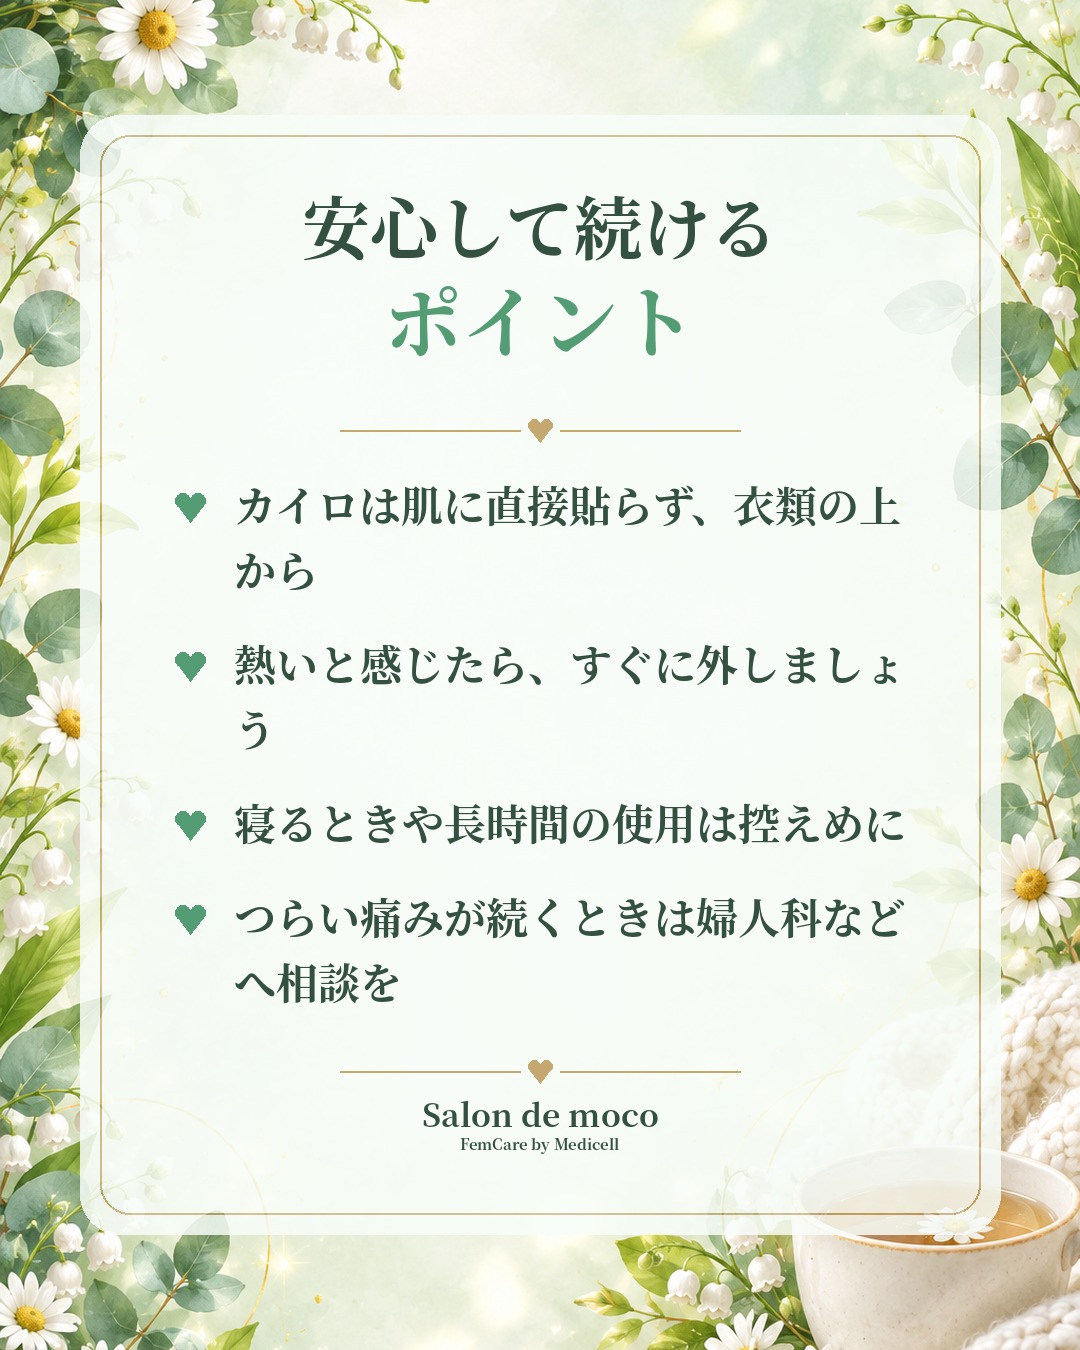 安心して続ける
ポイント
カイロは肌に直接貼らず、衣類の上
から
熱いと感じたら、すぐに外しましょ
う
寝るときや長時間の使用は控えめに
つらい痛みが続くときは婦人科など
へ相談を
Salon de moco
FemCare by Medicell